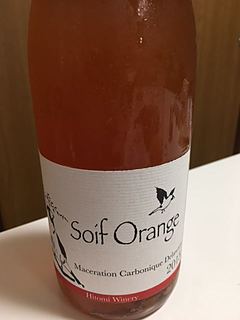 Soif Orange
Maceration Carbonique
Hitomi Winery